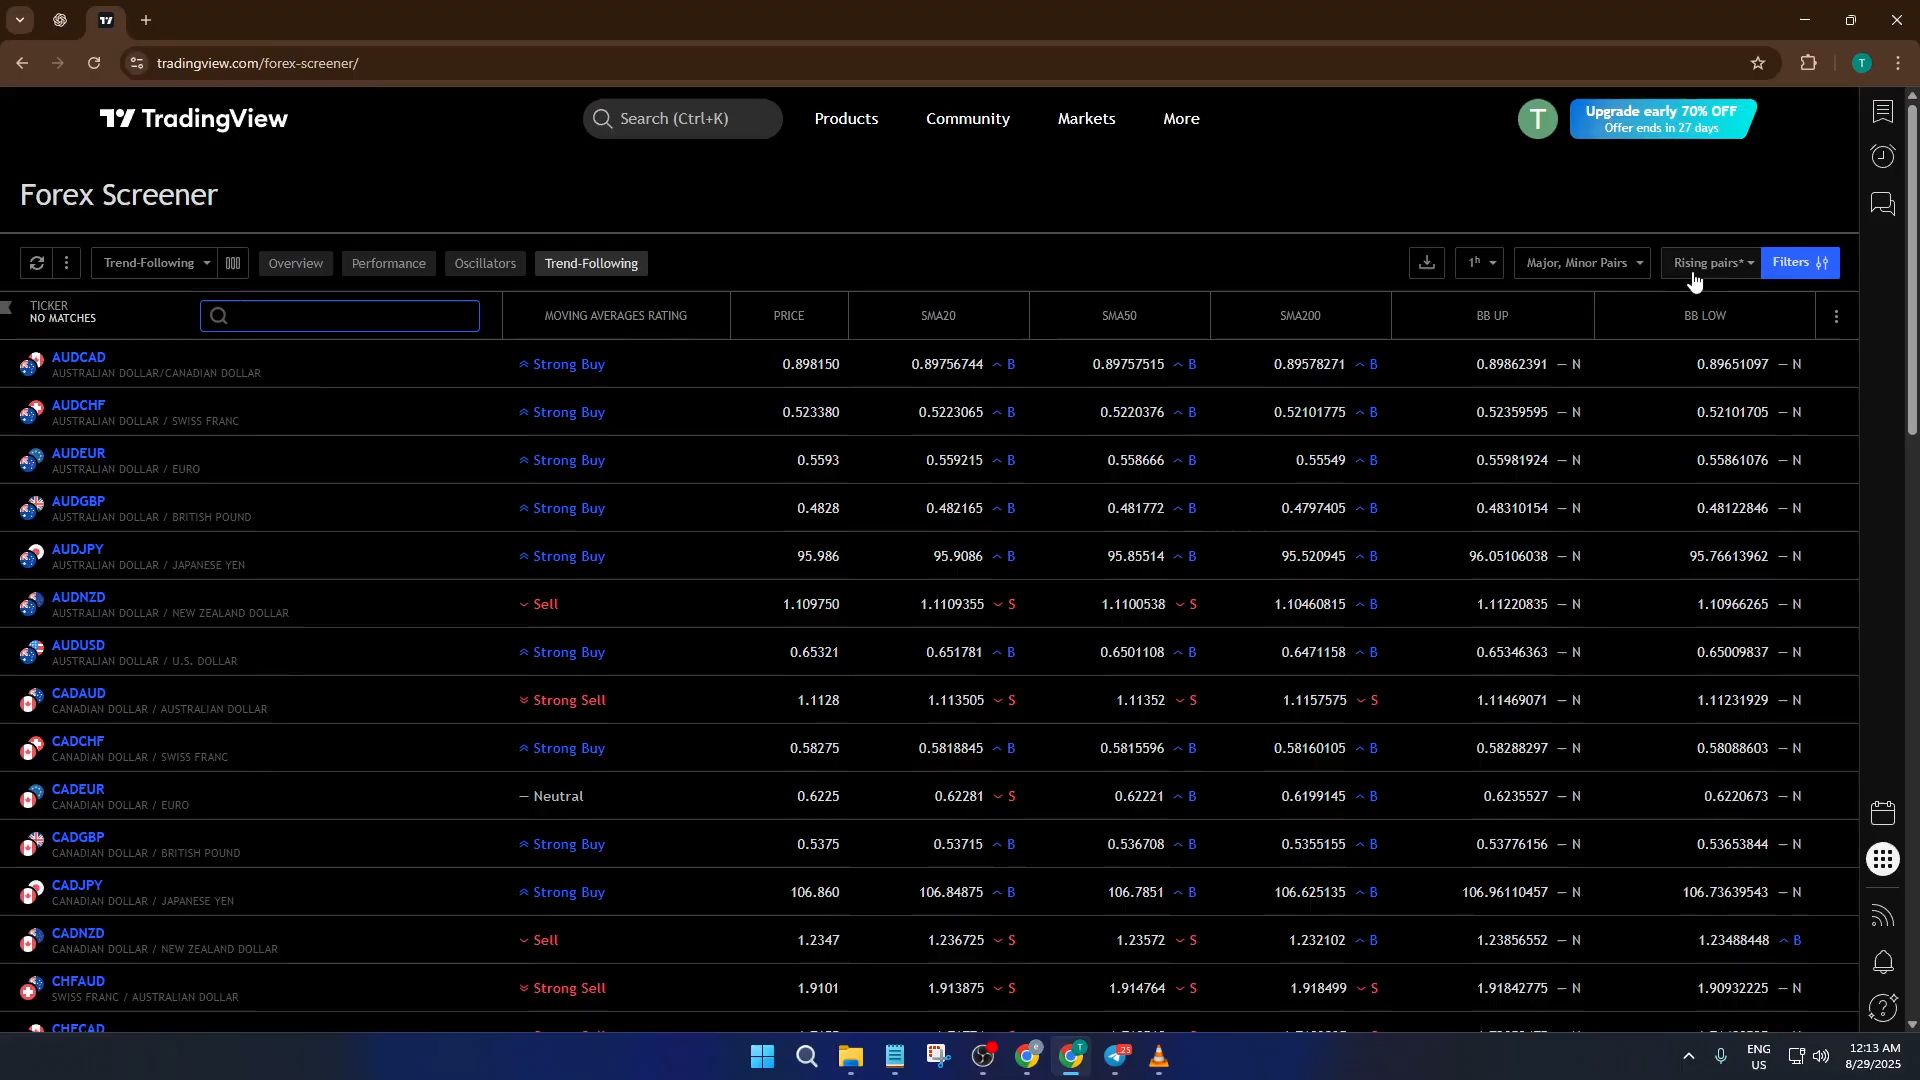 tradingview.com/forex-screener/
T
TradingView
Search (Ctrl+K)
Products
Community
Markets
More
T
Upgrade early 70% OFF
Offer ends in 27 days
Forex Screener
Trend-Following
Overview
Performance
Oscillators
Trend-Following
1h
Major, Minor Pairs
Rising pairs*
Filters
TICKER
NO MATCHES
MOVING AVERAGES RATING PRICE SMA20 SMA50 SMA200 BB UP BB LOW
AUDCAD
AUSTRALIAN DOLLAR/CANADIAN DOLLAR
Strong Buy 0.898150 0.89756744 B 0.89757515 B 0.89578271 B 0.89862391 — N 0.89651097 — N
AUDCHF
AUSTRALIAN DOLLAR / SWISS FRANC
Strong Buy 0.523380 0.5223065 B 0.5220376 B 0.52101775 B 0.52359595 — N 0.52101705 — N
AUDEUR
AUSTRALIAN DOLLAR / EURO
Strong Buy 0.5593 0.559215 B 0.558666 B 0.55549 B 0.55981924 — N 0.55861076 — N
AUDGBP
AUSTRALIAN DOLLAR / BRITISH POUND
Strong Buy 0.4828 0.482165 B 0.481772 B 0.4797405 B 0.48310154 — N 0.48122846 — N
AUDJPY
AUSTRALIAN DOLLAR / JAPANESE YEN
Strong Buy 95.986 95.9086 B 95.85514 B 95.520945 B 96.05106038 — N 95.76613962 — N
AUDNZD
AUSTRALIAN DOLLAR / NEW ZEALAND DOLLAR
Sell 1.109750 1.1109355 S 1.1100538 S 1.10460815 B 1.11220835 — N 1.10966265 — N
AUDUSD
AUSTRALIAN DOLLAR / U.S. DOLLAR
Strong Buy 0.65321 0.651781 B 0.6501108 B 0.6471158 B 0.65346363 — N 0.65009837 — N
CADAUD
CANADIAN DOLLAR / AUSTRALIAN DOLLAR
Strong Sell 1.1128 1.113505 S 1.11352 S 1.1157575 S 1.11469071 — N 1.11231929 — N
CADCHF
CANADIAN DOLLAR / SWISS FRANC
Strong Buy 0.58275 0.5818845 B 0.5815596 B 0.58160105 B 0.58288297 — N 0.58088603 — N
CADEUR
CANADIAN DOLLAR / EURO
— Neutral 0.6225 0.62281 S 0.62221 B 0.6199145 B 0.6235527 — N 0.6220673 — N
CADGBP
CANADIAN DOLLAR / BRITISH POUND
Strong Buy 0.5375 0.53715 B 0.536708 B 0.5355155 B 0.53776156 — N 0.53653844 — N
CADJPY
CANADIAN DOLLAR / JAPANESE YEN
Strong Buy 106.860 106.84875 B 106.7851 B 106.625135 B 106.96110457 — N 106.73639543 — N
CADNZD
CANADIAN DOLLAR / NEW ZEALAND DOLLAR
Sell 1.2347 1.236725 S 1.23572 S 1.232102 B 1.23856552 — N 1.23488448 B
CHFAUD
SWISS FRANC / AUSTRALIAN DOLLAR
Strong Sell 1.9101 1.913875 S 1.914764 S 1.918499 S 1.91842775 — N 1.90932225 — N
CHFCAD
25
ENG
US
12:13 AM
8/29/2025